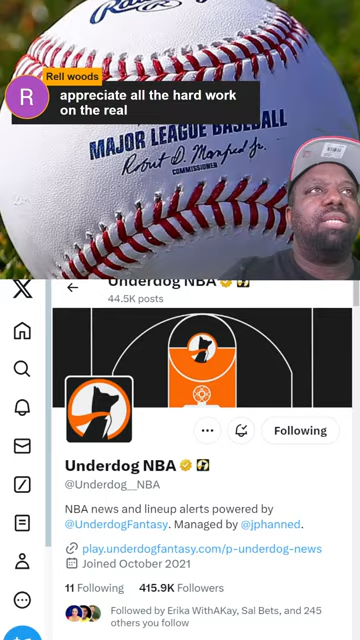 Rawlings
Rell woods
R
appreciate all the hard work
on the real
MAJOR LEAGUE BASEBALL
Robert D. Manfred Jr.
COMMISSIONER
Underdog NBA
44.5K posts
Following
Underdog NBA
@Underdog__NBA
NBA news and lineup alerts powered by
@UnderdogFantasy. Managed by @jphanned.
play.underdogfantasy.com/p-underdog-news
Joined October 2021
11 Following 415.9K Followers
Followed by Erika WithAKay, Sal Bets, and 245
others you follow